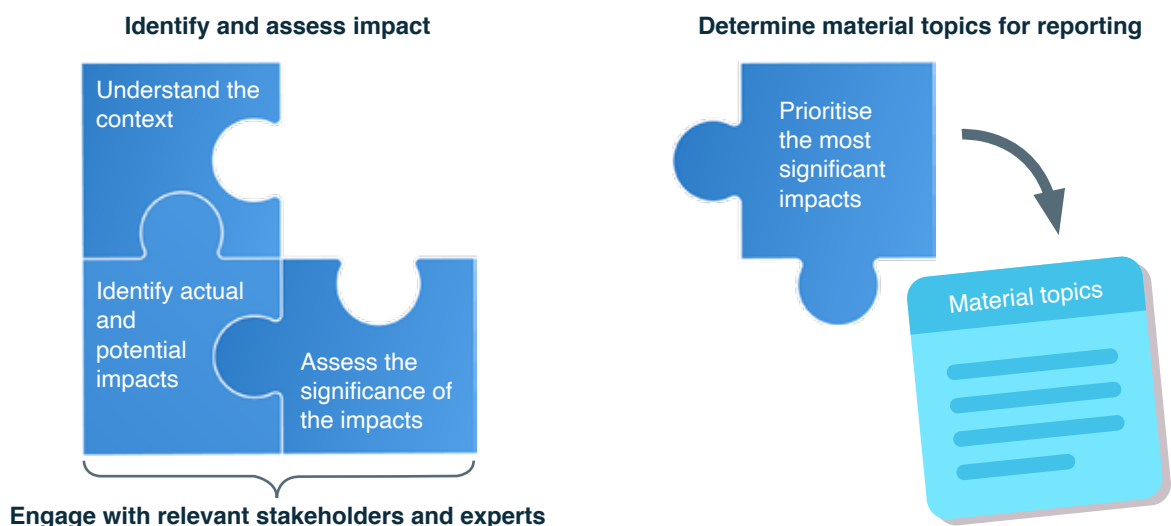 Identify and assess impact
Understand the
context
Identify actual
and
potential
impacts
Assess the
significance of
the impacts
Engage with relevant stakeholders and experts
Determine material topics for reporting
Prioritise
the most
significant
impacts
Material topics